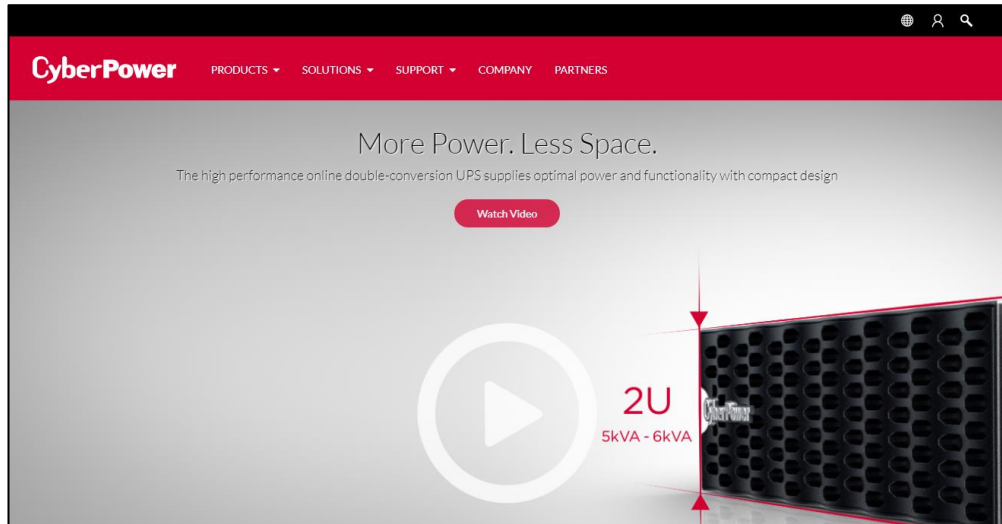 CyberPower
PRODUCTS SOLUTIONS SUPPORT COMPANY PARTNERS
More Power. Less Space.
The high performance online double-conversion UPS supplies optimal power and functionality with compact design
Watch Video
2U
5kVA - 6kVA
CyberPower